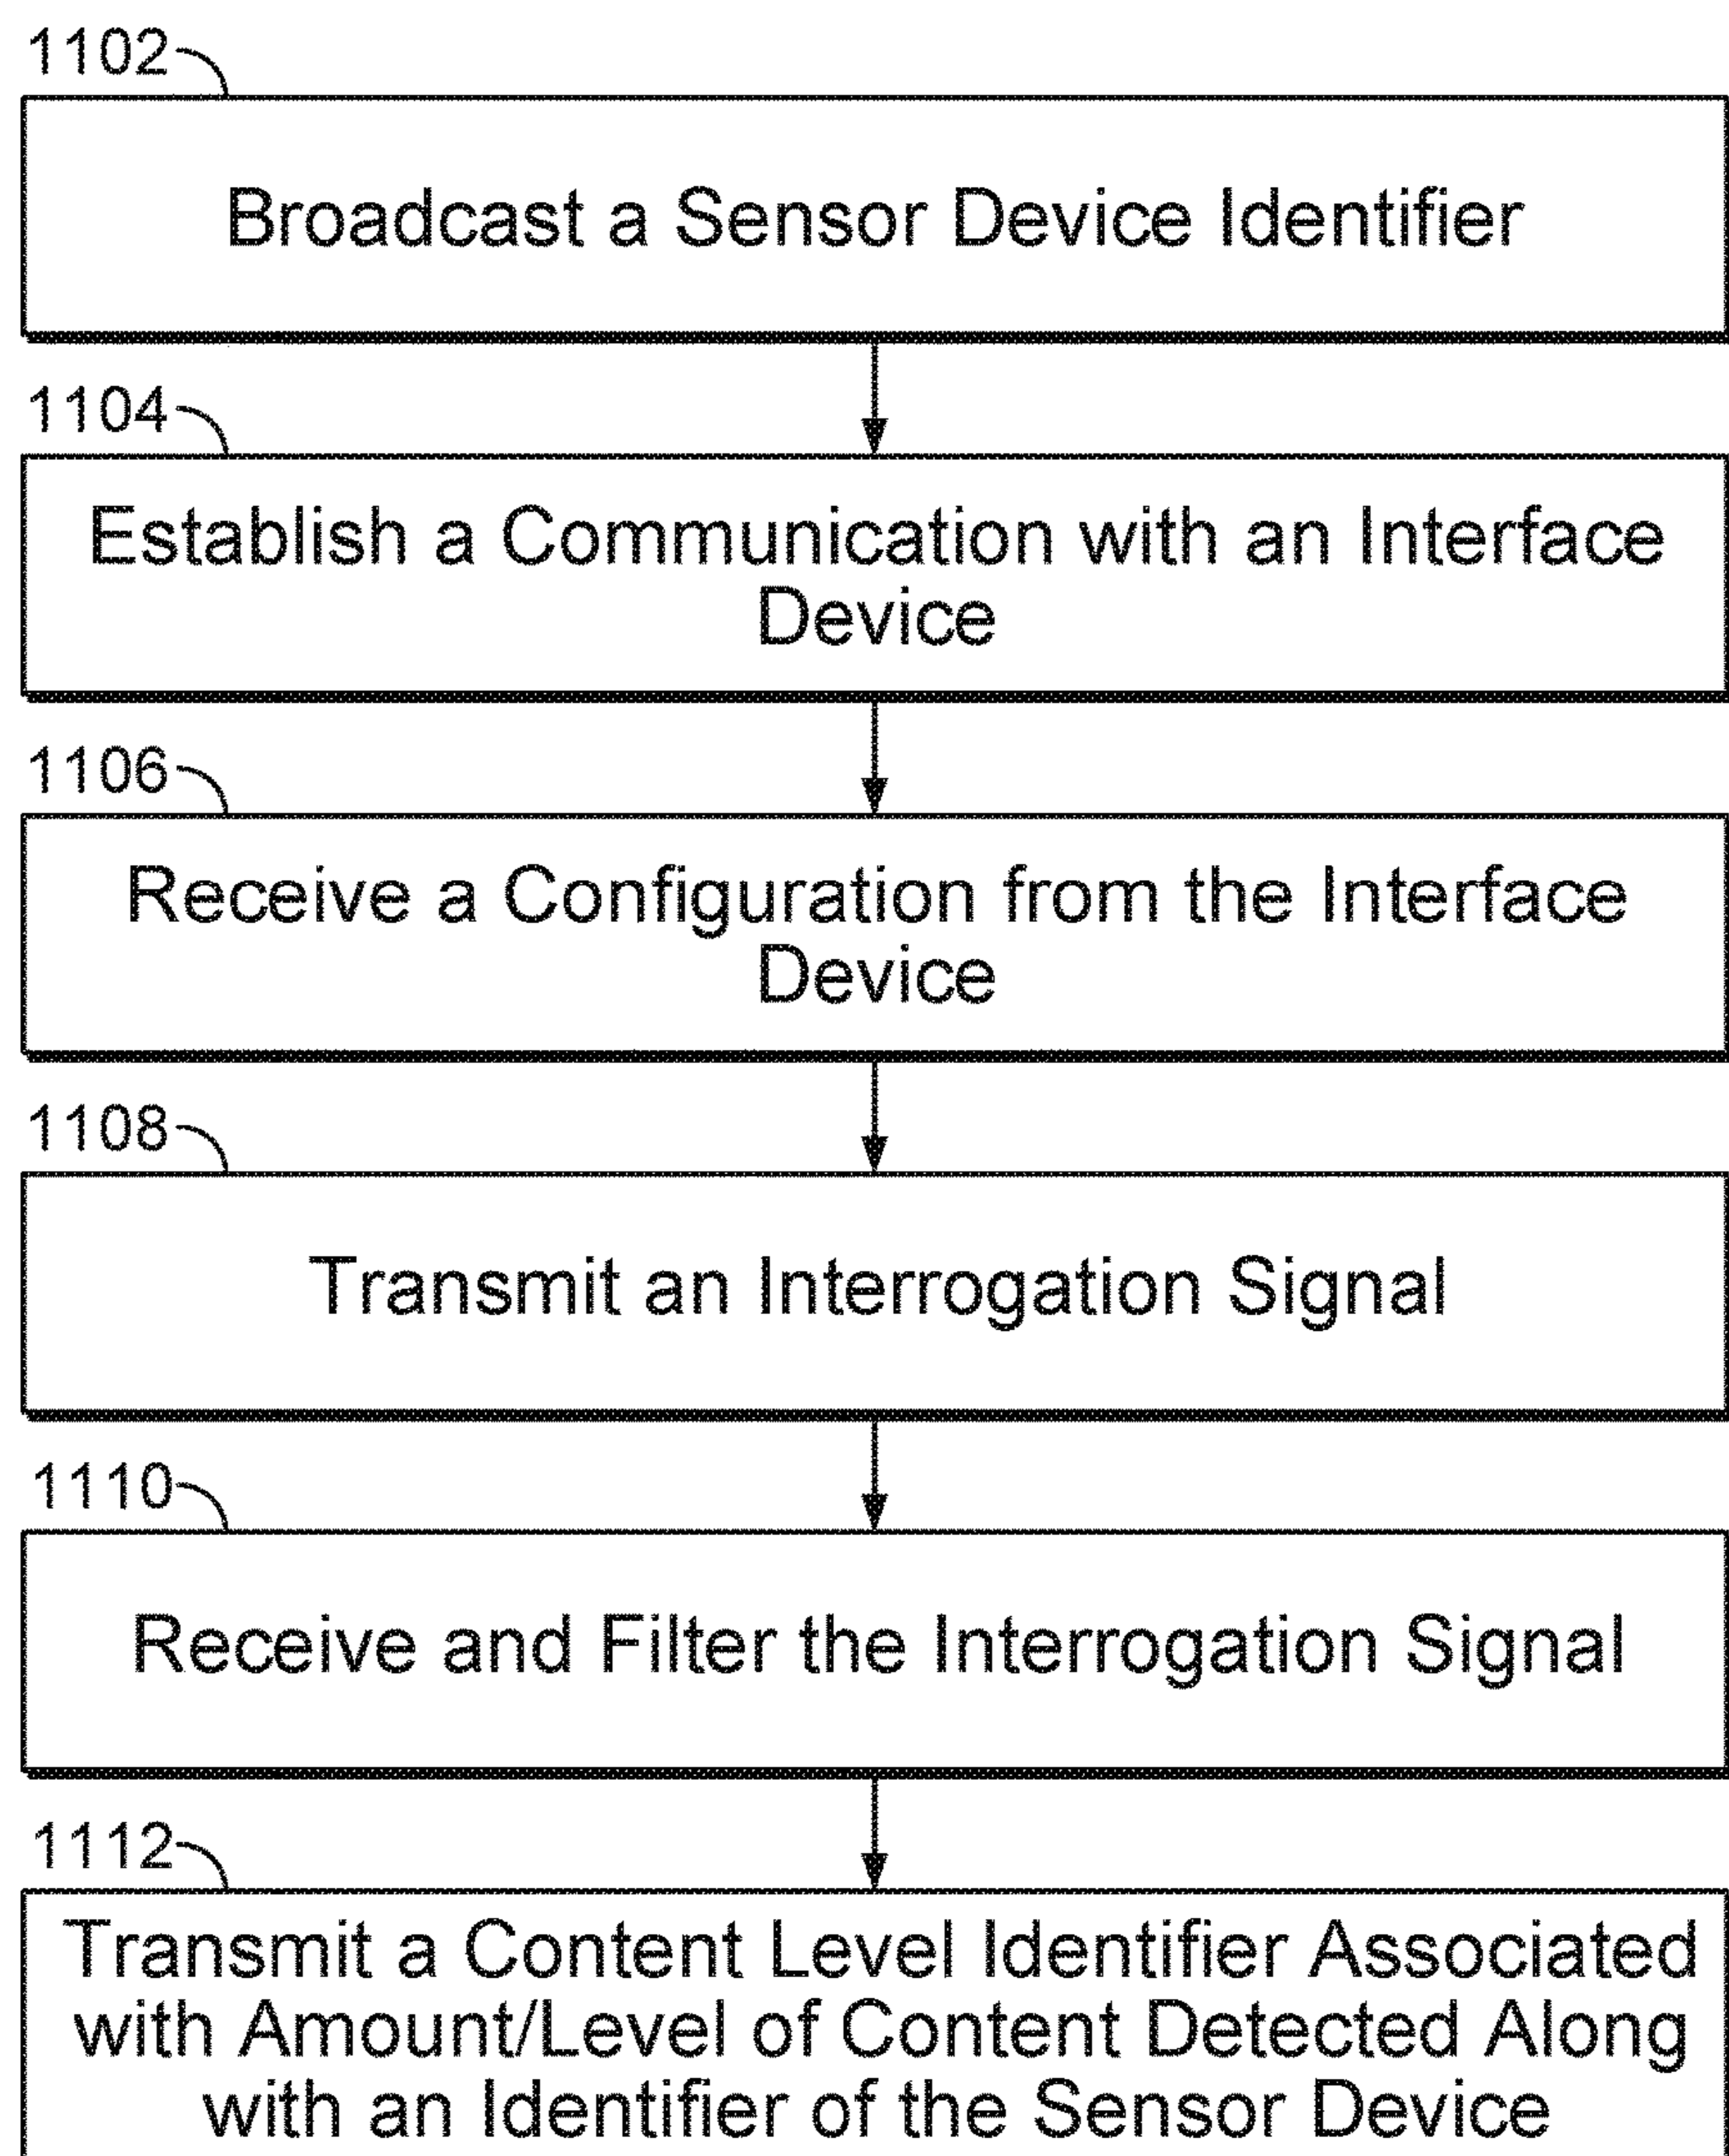 1102
Broadcast a Sensor Device Identifier
1104
Establish a Communication with an Interface
Device
1106
Receive a Configuration from the Interface
Device
1108
Transmit an Interrogation Signal
1110
Receive and Filter the Interrogation Signal
1112
Transmit a Content Level Identifier Associated
with Amount/Level of Content Detected Along
with an Identifier of the Sensor Device